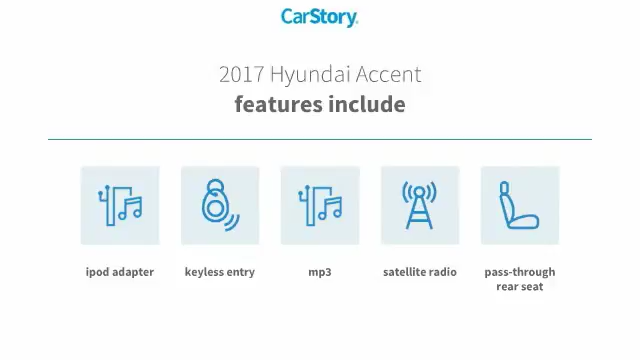 CarStory
2017 Hyundai Accent
features include
ipod adapter
keyless entry
mp3
satellite radio
pass-through
rear seat